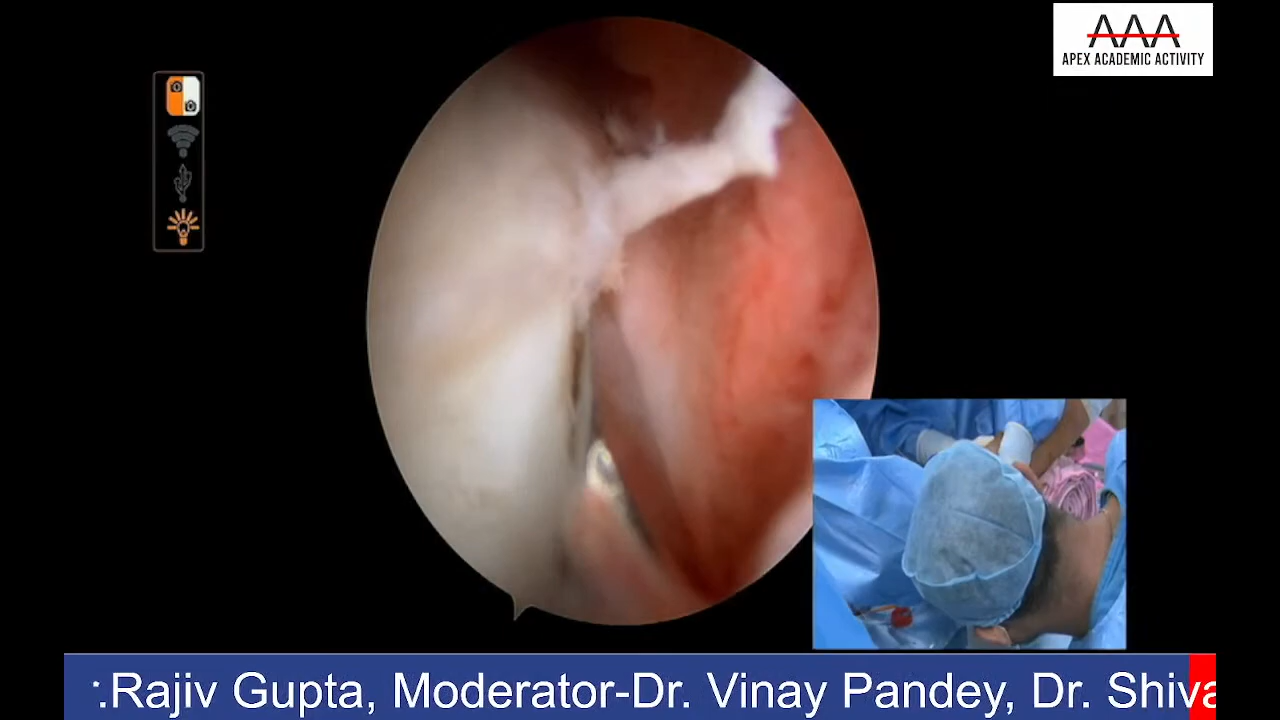 AAA
APEX ACADEMIC ACTIVITY
*.Rajiv Gupta, Moderator-Dr. Vinay Pandey, Dr. Shiva